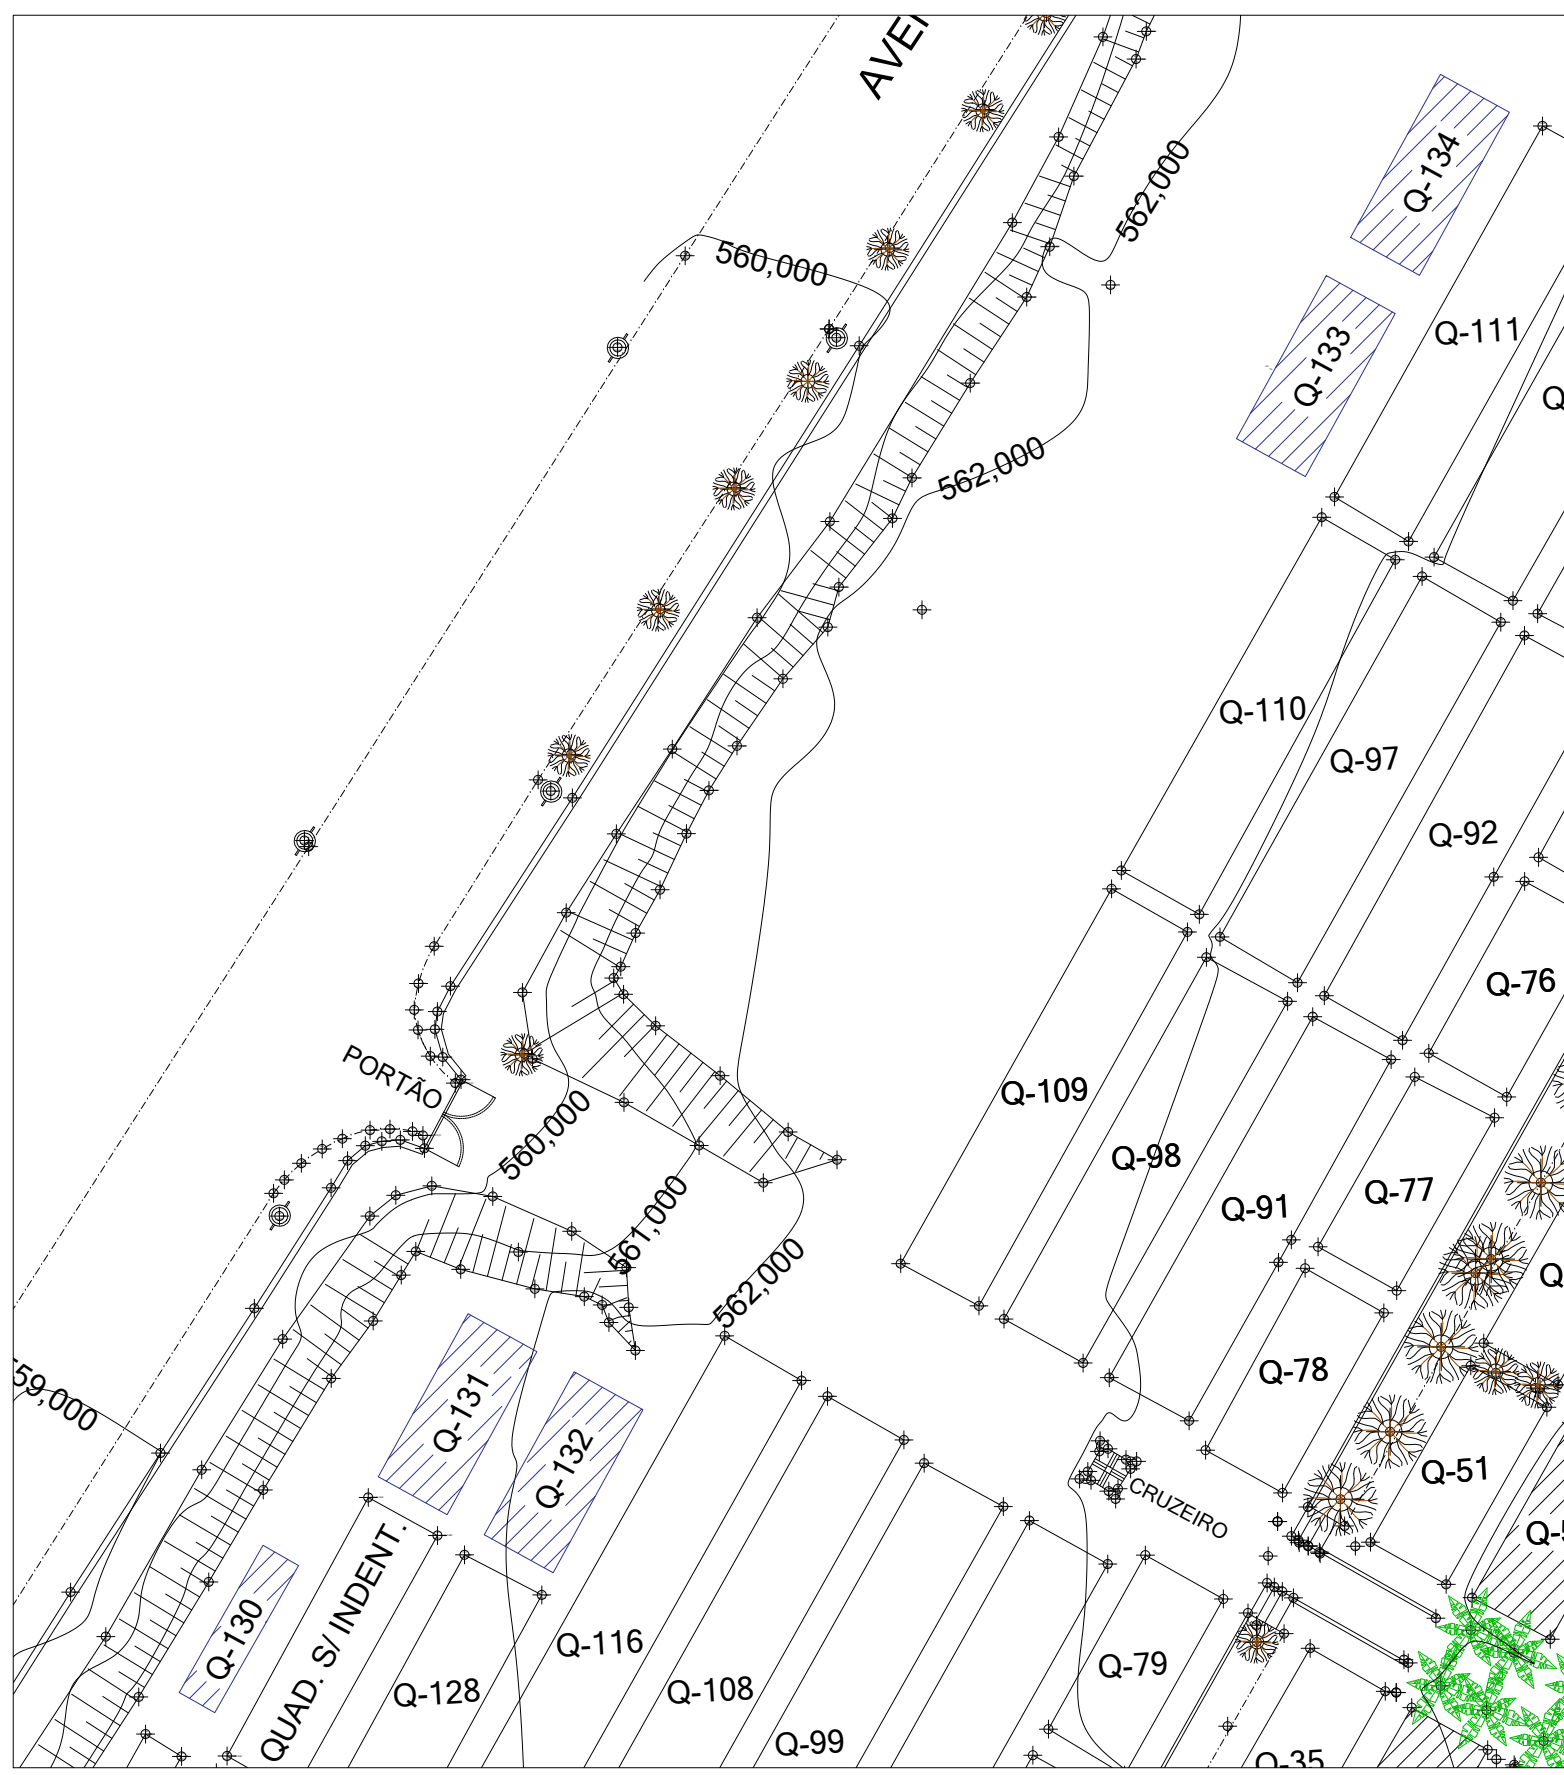 AVE
562,000
Q-134
560,000
Q-133
Q-111
Q
562,000
Q-110
Q-97
Q-92
Q-76
PORTÃO
Q-109
560,000
Q-98
Q-77
Q-91
561,000
562,000
Q
59,000
Q-78
Q-131
Q-132
Q-51
CRUZEIRO
QUAD. S/ INDENT.
Q-130
Q-116
Q-79
Q-128
Q-108
Q-99
Q-35